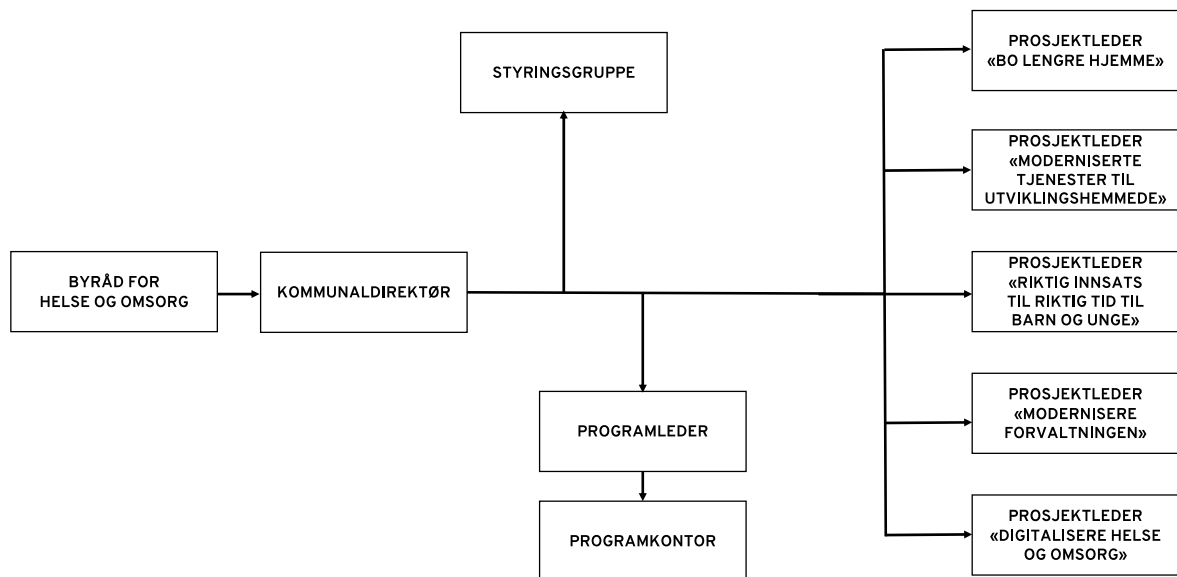 BYRÅD FOR
HELSE OG OMSORG
KOMMUNALDIREKTØR
STYRINGSGRUPPE
PROGRAMLEDER
PROGRAMKONTOR
PROSJEKTLEDER
«BO LENGRE HJEMME»
PROSJEKTLEDER
«MODERNISERTE
TJENESTER TIL
UTVIKLINGSHEMMEDE»
PROSJEKTLEDER
«RIKTIG INNSATS
TIL RIKTIG TID TIL
BARN OG UNGE»
PROSJEKTLEDER
«MODERNISERE
FORVALTNINGEN»
PROSJEKTLEDER
«DIGITALISERE HELSE
OG OMSORG»